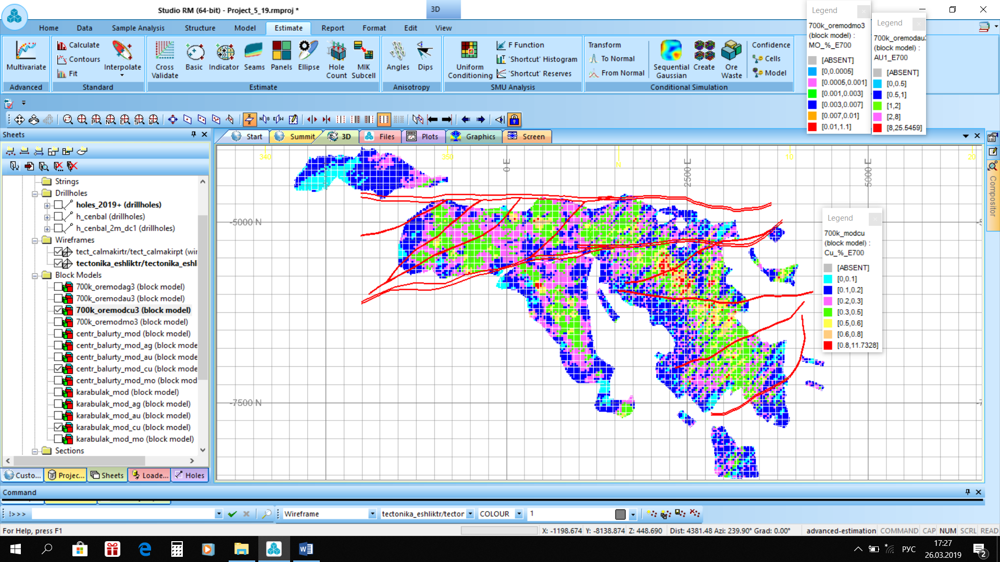 Studio RM (64-bit) - Project_5_19.rmproj *
3D
Home Data Sample Analysis Structure Model Estimate Report Format Edit View
Multivariate
Advanced
Calculate
Contours
Fit
Interpolate
Standard
Cross Validate
Basic
Indicator
Seams
Panels
Ellipse
Hole Count
MIK Subcell
Estimate
Angles
Dips
Anisotropy
Uniform Conditioning
F Function
'Shortcut' Histogram
'Shortcut' Reserves
SMU Analysis
Transform
To Normal
From Normal
Sequential Gaussian
Create
Ore Waste
Confidence
Cells
Model
Conditional Simulation
Legend
700k_oremodmo3
(block model) :
MO_%_E700
[ABSENT]
[0,0.0005]
[0.0005,0.001]
[0.001,0.003]
[0.003,0.007]
[0.007,0.01]
[0.01,1.1]
Legend
700k_oremodau3
(block model) :
AU1_E700
[ABSENT]
[0,0.5]
[0.5,1]
[1,2]
[2,8]
[8,25.5459]
Sheets
Start Summit 3D Files Plots Graphics Screen
Strings
Drillholes
holes_2019+ (drillholes)
h_cenbal (drillholes)
h_cenbal_2m_dc1 (drillholes)
Wireframes
tect_calmakirtr/tect_calmakirpt (wir
tectonika_eshliktr/tectonika_eshl
Block Models
700k_oremodag3 (block model)
700k_oremodau3 (block model)
700k_oremodcu3 (block model)
700k_oremodmo3 (block model)
centr_balurty_mod (block model)
centr_balurty_mod_ag (block mode
centr_balurty_mod_au (block mode
centr_balurty_mod_cu (block mode
centr_balurty_mod_mo (block mod
karabulak_mod (block model)
karabulak_mod_ag (block model)
karabulak_mod_au (block model)
karabulak_mod_cu (block model)
karabulak_mod_mo (block model)
Sections
Custo... Projec... Sheets Loade... Holes
340 350 N 10 20
0 E 2500 E 5000 E
-5000 N
-7500 N
Compositor
Legend
700k_modcu
(block model) :
Cu_%_E700
[ABSENT]
[0,0.1]
[0.1,0.2]
[0.2,0.3]
[0.3,0.5]
[0.5,0.6]
[0.6,0.8]
[0.8,11.7328]
Command
!>>> Wireframe tectonika_eshliktr/tector COLOUR 1
For Help, press F1 X: -1198.674 Y: -8138.874 Z: 448.690 Dist: 4381.48 Azi: 239.90° Grad: 0.00° advanced-estimation COMMAND CAP NUM SCRL READ
РУС
17:27
26.03.2019
2